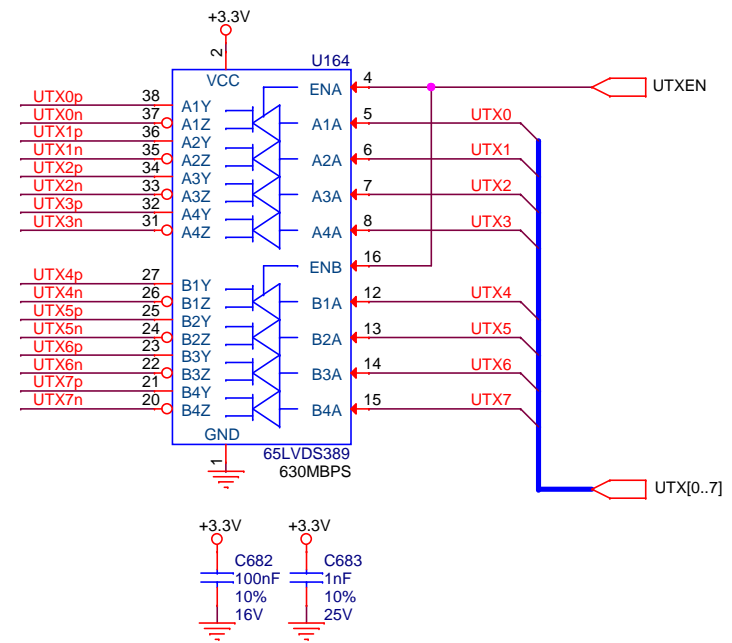 +3.3V
2
U164
VCC
ENA
4
UTXEN
UTX0p
38
A1Y
UTX0n
37
A1Z
A1A
5
UTX0
UTX1p
36
A2Y
UTX1n
35
A2Z
A2A
6
UTX1
UTX2p
34
A3Y
UTX2n
33
A3Z
A3A
7
UTX2
UTX3p
32
A4Y
UTX3n
31
A4Z
A4A
8
UTX3
ENB
16
UTX4p
27
B1Y
UTX4n
26
B1Z
B1A
12
UTX4
UTX5p
25
B2Y
UTX5n
24
B2Z
B2A
13
UTX5
UTX6p
23
B3Y
UTX6n
22
B3Z
B3A
14
UTX6
UTX7p
21
B4Y
UTX7n
20
B4Z
B4A
15
UTX7
GND
1
65LVDS389
630MBPS
UTX[0..7]
+3.3V
C682
100nF
10%
16V
+3.3V
C683
1nF
10%
25V